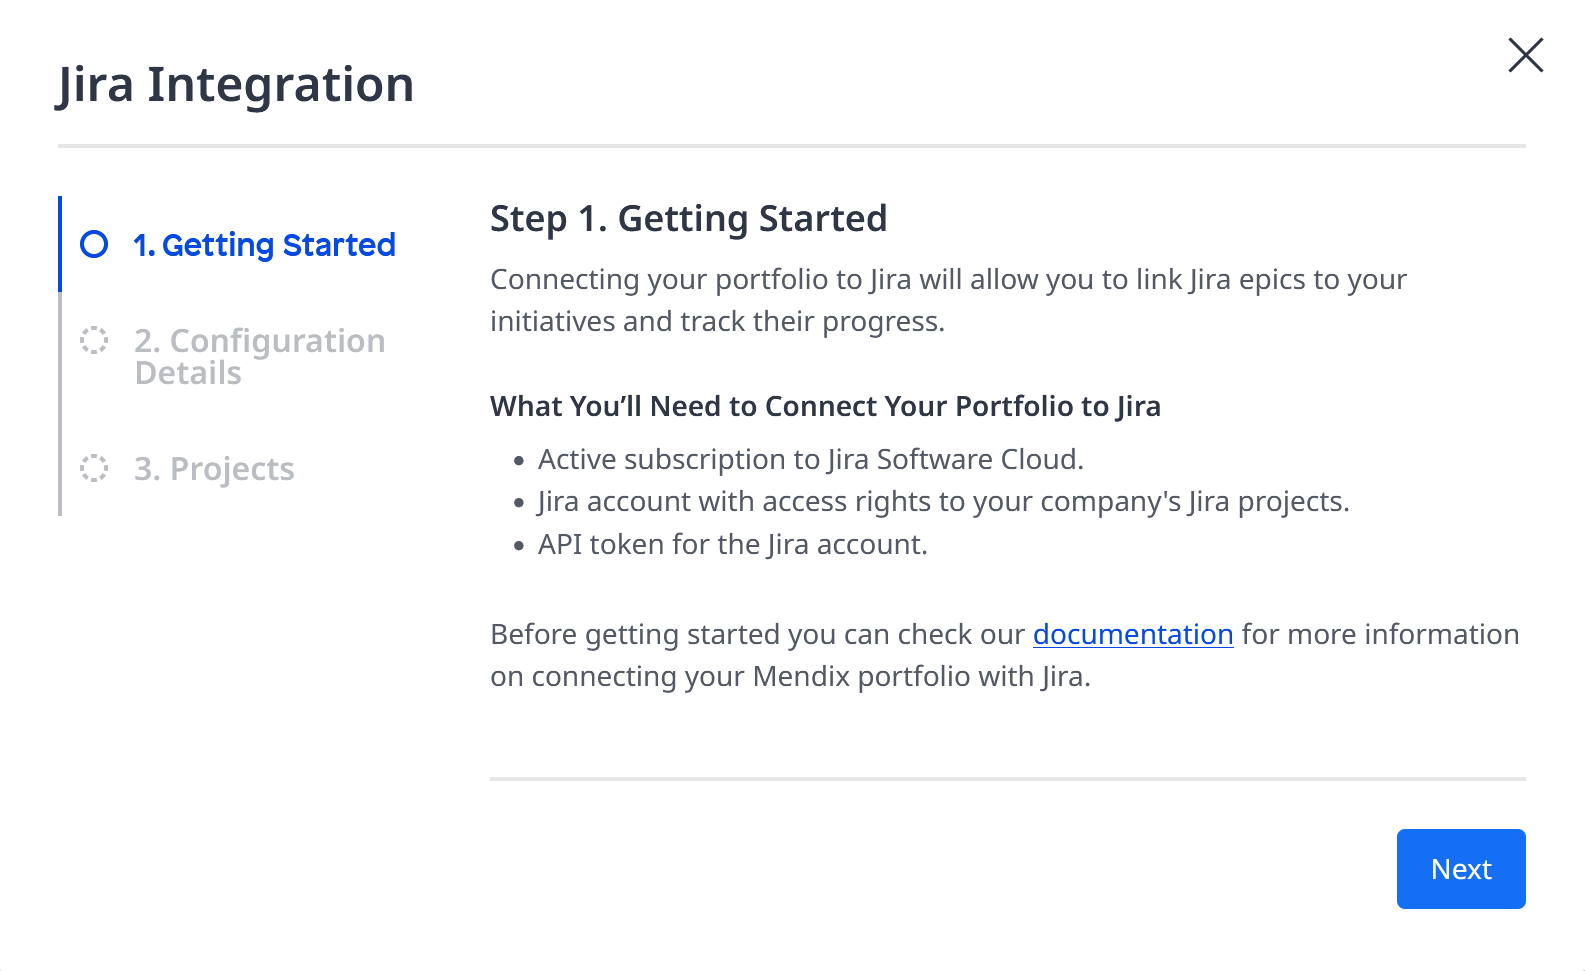 Jira Integration
1. Getting Started
2. Configuration
Details
3. Projects
Step 1. Getting Started
Connecting your portfolio to Jira will allow you to link Jira epics to your
initiatives and track their progress.
What You’ll Need to Connect Your Portfolio to Jira
• Active subscription to Jira Software Cloud.
• Jira account with access rights to your company's Jira projects.
• API token for the Jira account.
Before getting started you can check our documentation for more information
on connecting your Mendix portfolio with Jira.
Next